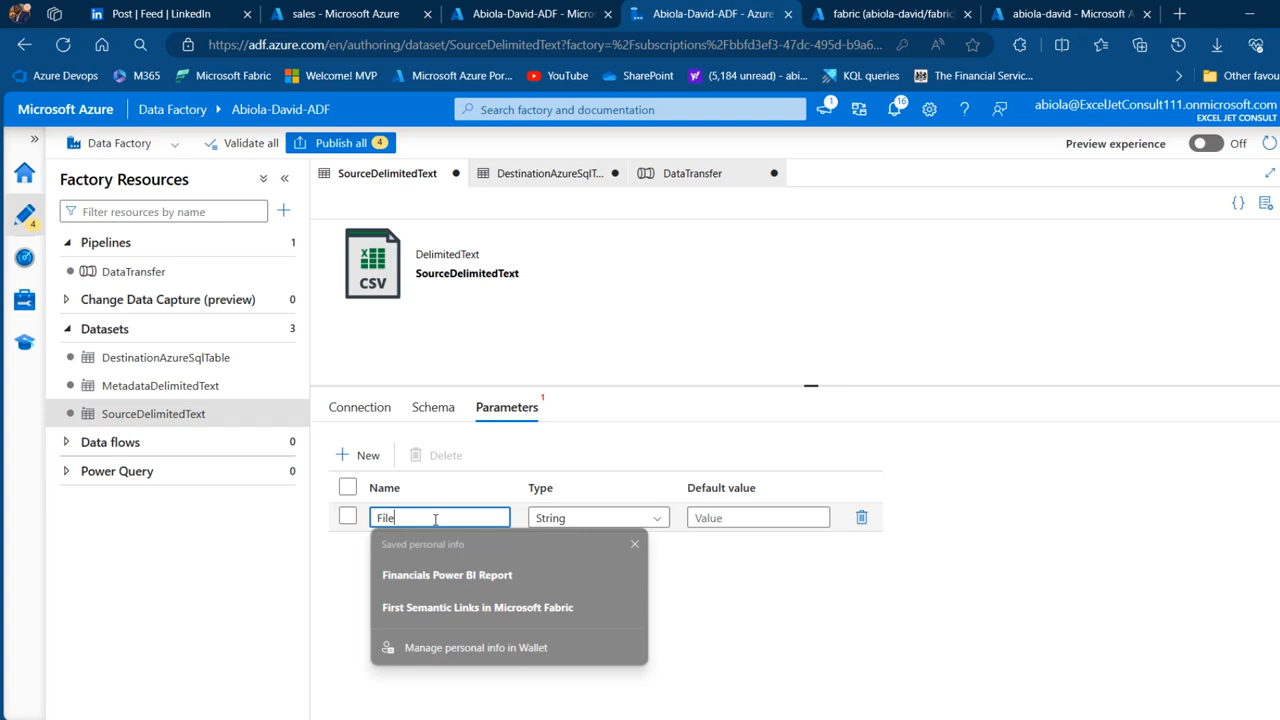 Post | Feed | LinkedIn
sales - Microsoft Azure
Abiola-David-ADF - Micro
Abiola-David-ADF - Azure
fabric (abiola-david/fabric
abiola-david - Microsoft A
https://adf.azure.com/en/authoring/dataset/SourceDelimitedText?factory=%2Fsubscriptions%2Fbbfd3ef3-47dc-495d-b9a6...
Azure Devops
M365
Microsoft Fabric
Welcome! MVP
Microsoft Azure Por...
YouTube
SharePoint
(5,184 unread) - abi...
KQL queries
The Financial Servic...
Other favou
Microsoft Azure
Data Factory
Abiola-David-ADF
Search factory and documentation
1
16
abiola@ExcelJetConsult111.onmicrosoft.com
EXCEL JET CONSULT
Data Factory
Validate all
Publish all 4
Preview experience
Off
Factory Resources
Filter resources by name
4
Pipelines 1
DataTransfer
Change Data Capture (preview) 0
Datasets 3
DestinationAzureSqlTable
MetadataDelimitedText
SourceDelimitedText
Data flows 0
Power Query 0
SourceDelimitedText
DestinationAzureSqlT...
DataTransfer
CSV
DelimitedText
SourceDelimitedText
Connection
Schema
Parameters
1
New
Delete
Name
Type
Default value
File
String
Value
Saved personal info
Financials Power BI Report
First Semantic Links in Microsoft Fabric
Manage personal info in Wallet